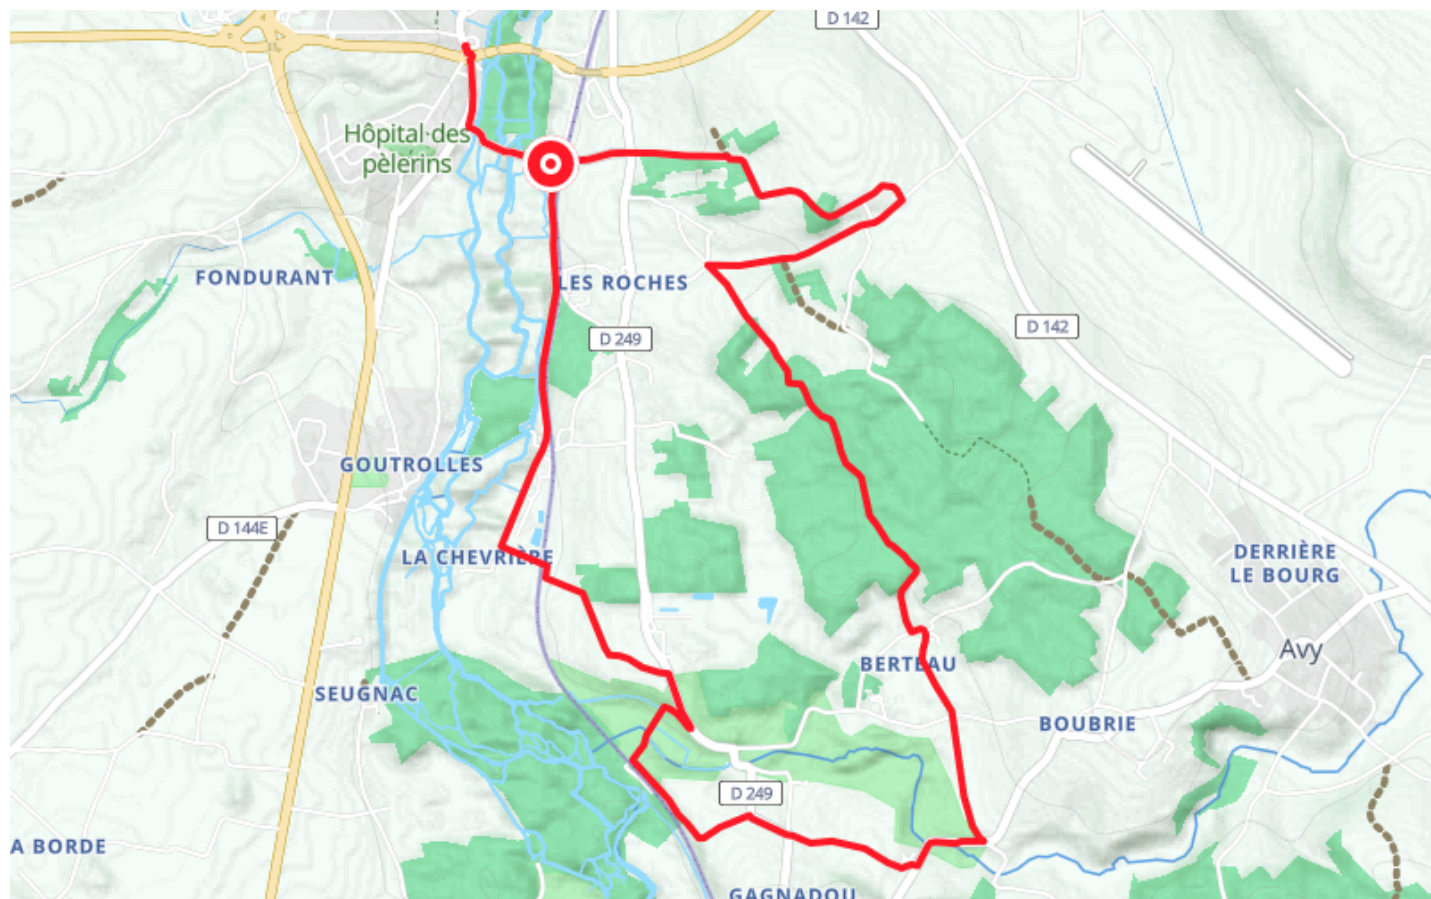 D 142
Hôpital des
pèlerins
FONDURANT
LES ROCHES
D 249
D 142
GOUTROLLES
D 144E
LA CHEVRIÈRE
DERRIÈRE
LE BOURG
Avy
BERTEAU
SEUGNAC
BOUBRIE
D 249
A BORDE
GAGNADOU